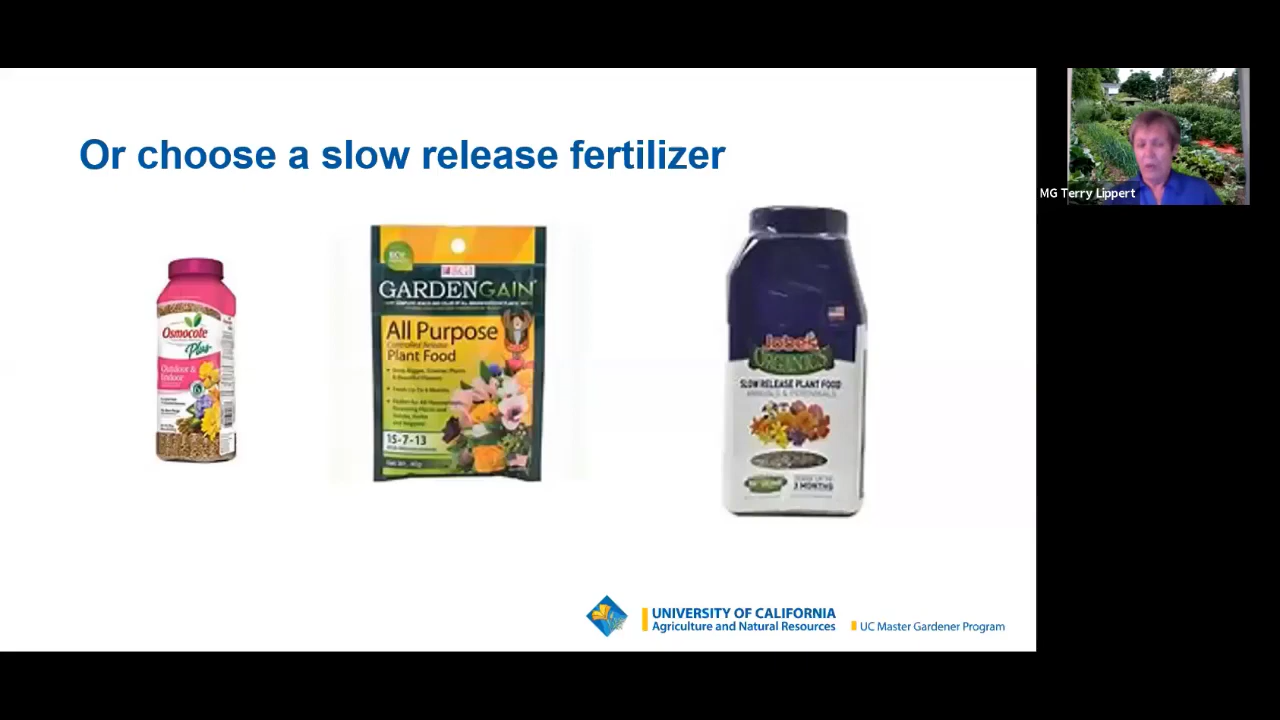 Or choose a slow release fertilizer
MG Terry Lippert
Osmocote
Plus
Outdoor & Indoor
GARDENGAIN
All Purpose
Controlled Release
Plant Food
15-7-13
Jobe's
ORGANICS
SLOW RELEASE PLANT FOOD
ANNUALS & PERENNIALS
3 MONTHS
UNIVERSITY OF CALIFORNIA
Agriculture and Natural Resources
UC Master Gardener Program